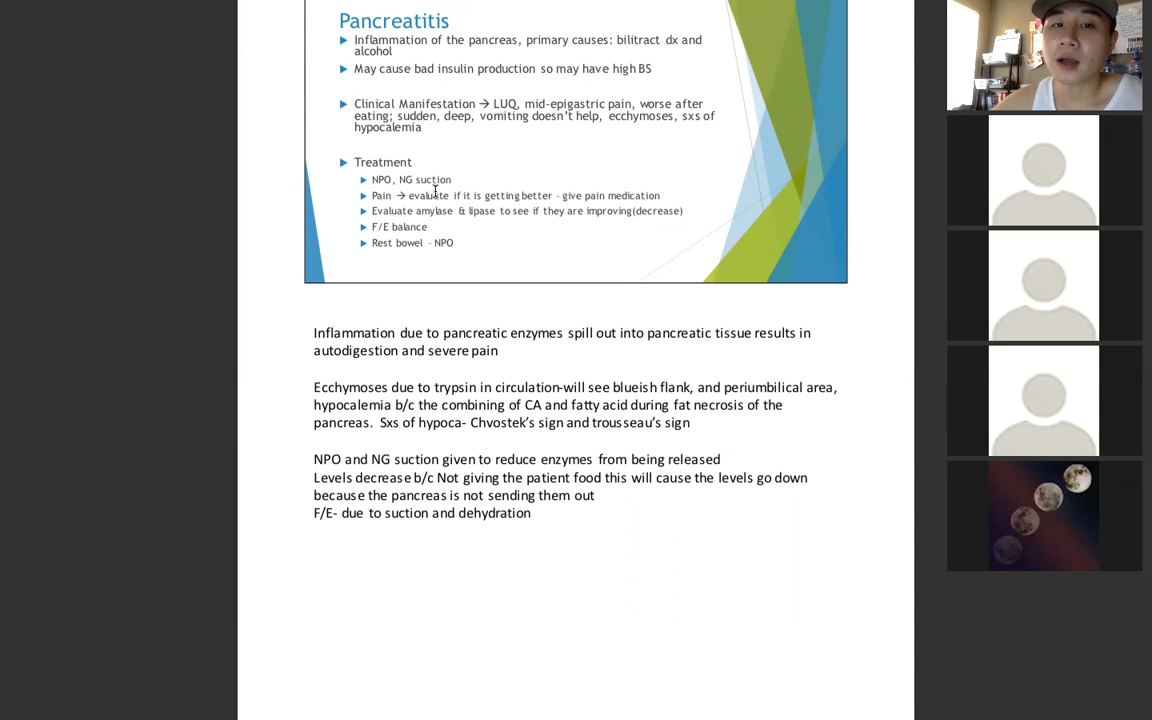 Pancreatitis
Inflammation of the pancreas, primary causes: bilitract dx and
alcohol
May cause bad insulin production so may have high BS
Clinical Manifestation → LUQ, mid-epigastric pain, worse after
eating; sudden, deep, vomiting doesn't help, ecchymoses, sxs of
hypocalemia
Treatment
NPO, NG suction
Pain → evaluate if it is getting better – give pain medication
Evaluate amylase & lipase to see if they are improving(decrease)
F/E balance
Rest bowel – NPO
Inflammation due to pancreatic enzymes spill out into pancreatic tissue results in
autodigestion and severe pain
Ecchymoses due to trypsin in circulation-will see blueish flank, and periumbilical area,
hypocalemia b/c the combining of CA and fatty acid during fat necrosis of the
pancreas. Sxs of hypoca- Chvostek's sign and trousseau's sign
NPO and NG suction given to reduce enzymes from being released
Levels decrease b/c Not giving the patient food this will cause the levels go down
because the pancreas is not sending them out
F/E- due to suction and dehydration